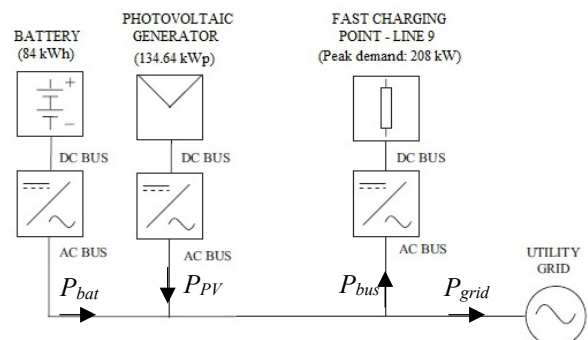 BATTERY
(84 kWh)
PHOTOVOLTAIC
GENERATOR
(134.64 kWp)
FAST CHARGING
POINT - LINE 9
(Peak demand: 208 kW)
DC BUS
DC BUS
DC BUS
AC BUS
AC BUS
AC BUS
UTILITY
GRID
Pbat
PPV
Pbus
Pgrid